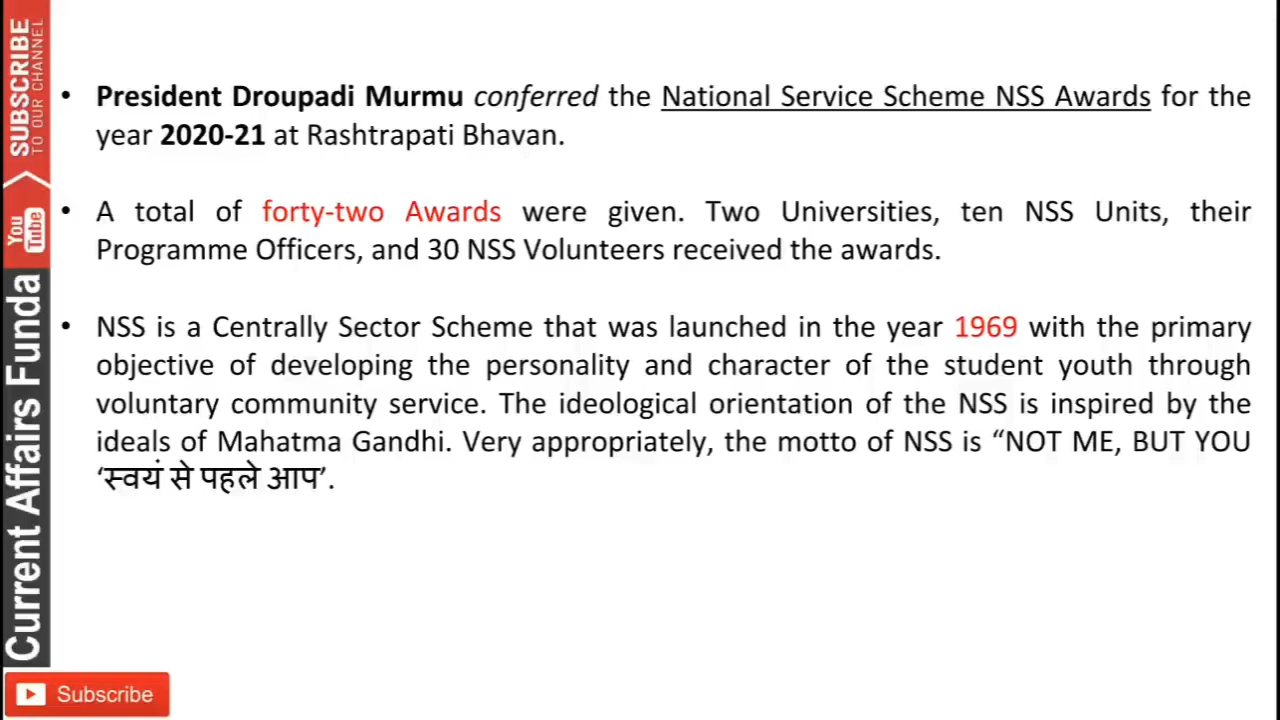 SUBSCRIBE
TO OUR CHANNEL
You
Tube
Current Affairs Funda
• President Droupadi Murmu conferred the National Service Scheme NSS Awards for the
year 2020-21 at Rashtrapati Bhavan.
• A total of forty-two Awards were given. Two Universities, ten NSS Units, their
Programme Officers, and 30 NSS Volunteers received the awards.
• NSS is a Centrally Sector Scheme that was launched in the year 1969 with the primary
objective of developing the personality and character of the student youth through
voluntary community service. The ideological orientation of the NSS is inspired by the
ideals of Mahatma Gandhi. Very appropriately, the motto of NSS is “NOT ME, BUT YOU
‘स्वयं से पहले आप’.
Subscribe